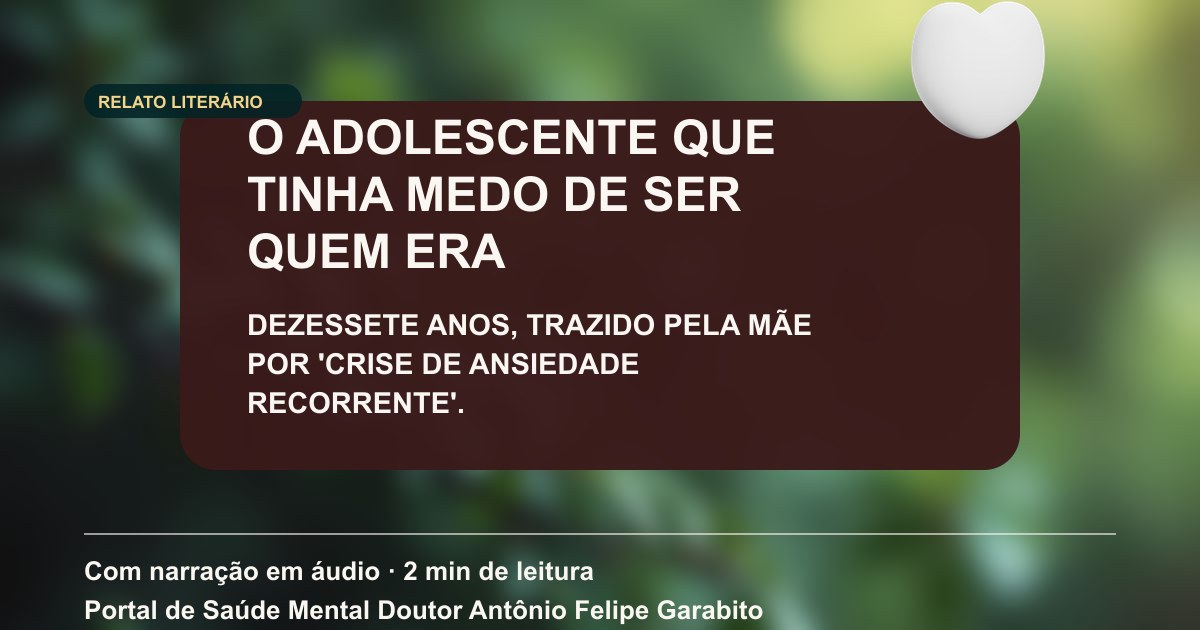 RELATO LITERÁRIO
O ADOLESCENTE QUE
TINHA MEDO DE SER
QUEM ERA
DEZESSETE ANOS, TRAZIDO PELA MÃE
POR 'CRISE DE ANSIEDADE
RECORRENTE'.
Com narração em áudio · 2 min de leitura
Portal de Saúde Mental Doutor Antônio Felipe Garabito